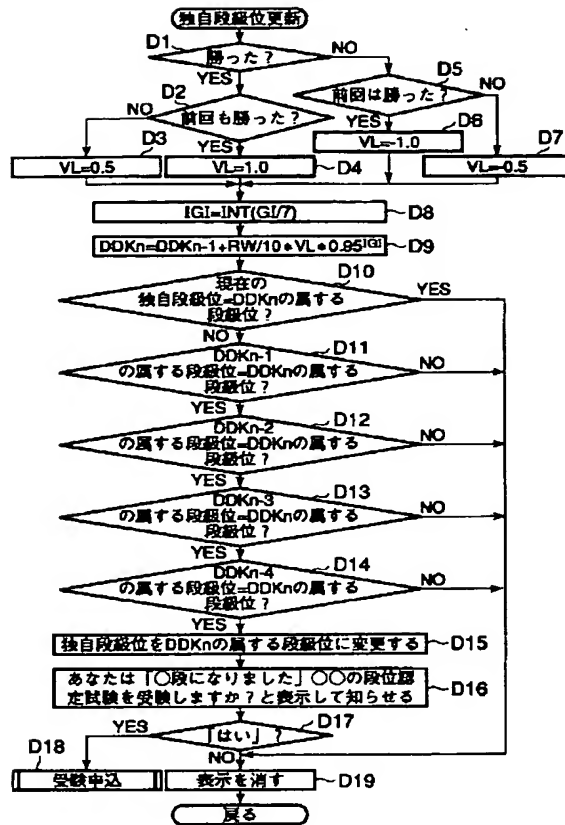 独自段級位更新
D1
勝った?
NO
D5
YES
D2
前回は勝った?
NO
NO
前回も勝った?
YES
D6
D3
YES
VL=-1.0
D7
VL=0.5
VL=1.0
D4
VL=-0.5
IGI=INT(GI/7)
D8
DDKn=DDKn-1+RW/10*VL*0.95^IGI
D9
D10
現在の
独自段級位=DDKnの属する
段級位?
YES
NO
D11
DDKn-1
の属する段級位=DDKnの属する
段級位?
NO
YES
D12
DDKn-2
の属する段級位=DDKnの属する
段級位?
NO
YES
D13
DDKn-3
の属する段級位=DDKnの属する
段級位?
NO
YES
D14
DDKn-4
の属する段級位=DDKnの属する
段級位?
NO
YES
独自段級位をDDKnの属する段級位に変更する
D15
あなたは「○段になりました」○○の段位認
定試験を受験しますか?と表示して知らせる
D16
D17
YES
「はい」?
D18
NO
受験申込
表示を消す
D19
戻る